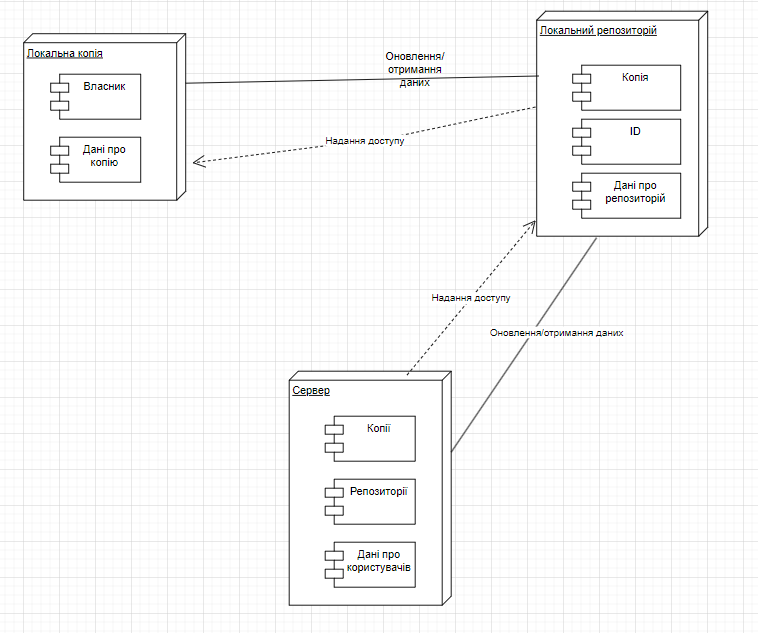 Локальна копія
Власник
Дані про
копію
Оновлення/
отримання
даних
Надання доступу
Локальний репозиторій
Копія
ID
Дані про
репозиторій
Надання доступу
Оновлення/отримання даних
Сервер
Копії
Репозиторії
Дані про
користувачів